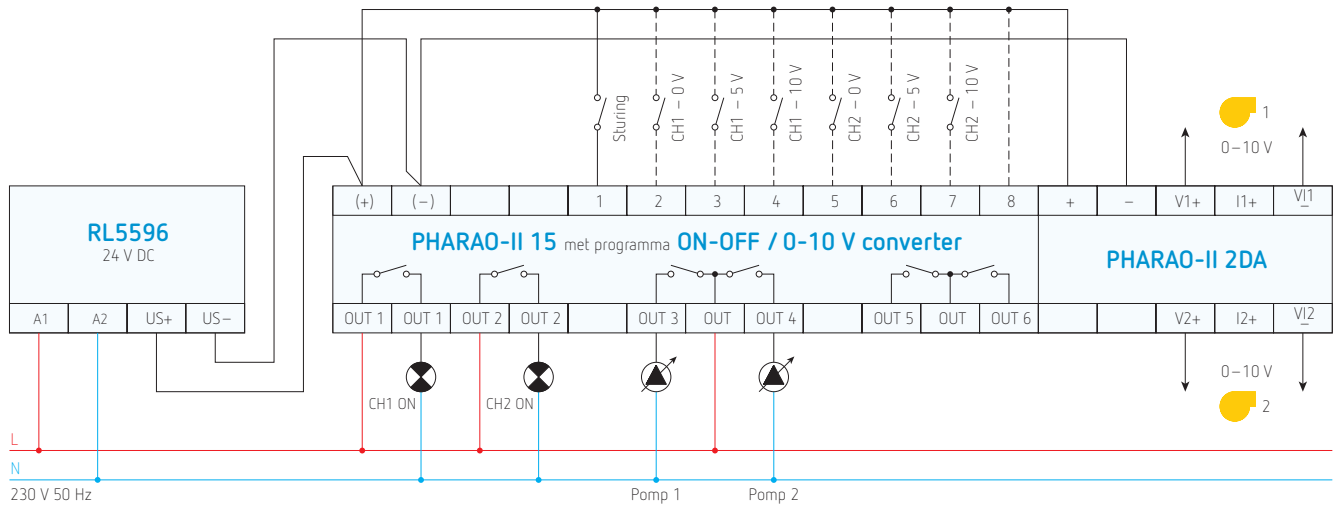 Sturing
CH1 – 0 V
CH1 – 5 V
CH1 – 10 V
CH2 – 0 V
CH2 – 5 V
CH2 – 10 V
1
0–10 V
(+)
(–)
1
2
3
4
5
6
7
8
+
–
V1+
I1+
VI1
–
RL5596
24 V DC
PHARAO-II 15 met programma ON-OFF / 0-10 V converter
PHARAO-II 2DA
A1
A2
US+
US–
OUT 1
OUT 1
OUT 2
OUT 2
OUT 3
OUT
OUT 4
OUT 5
OUT
OUT 6
V2+
I2+
VI2
–
CH1 ON
CH2 ON
0–10 V
2
L
N
230 V 50 Hz
Pomp 1
Pomp 2